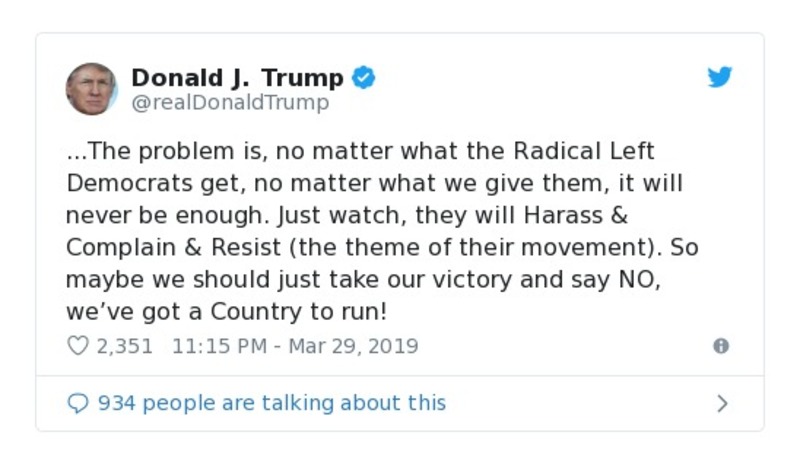 Donald J. Trump
@realDonaldTrump
...The problem is, no matter what the Radical Left
Democrats get, no matter what we give them, it will
never be enough. Just watch, they will Harass &
Complain & Resist (the theme of their movement). So
maybe we should just take our victory and say NO,
we’ve got a Country to run!
2,351 11:15 PM - Mar 29, 2019
934 people are talking about this